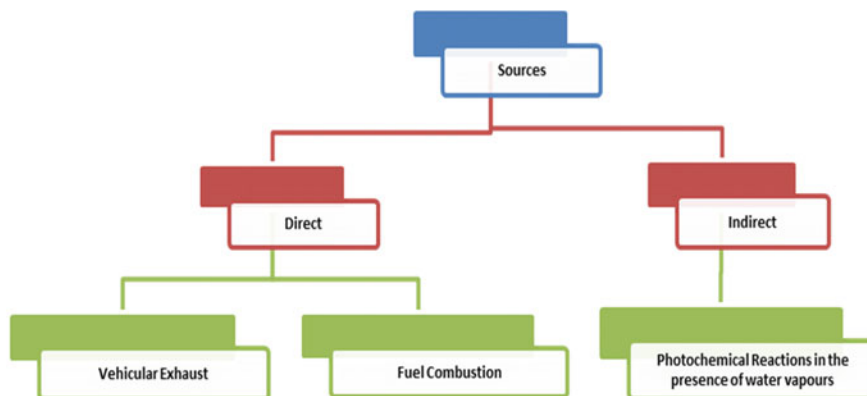 Sources
Direct
Indirect
Vehicular Exhaust
Fuel Combustion
Photochemical Reactions in the
presence of water vapours